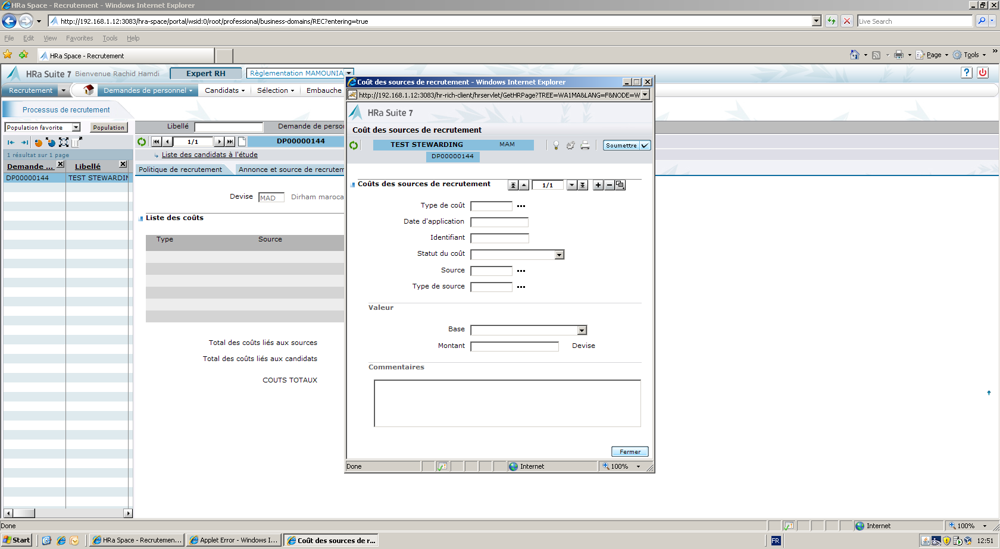 HRa Space - Recrutement - Windows Internet Explorer
http://192.168.1.12:3083/hra-space/portal/wsid:0/root/professional/business-domains/REC?entering=true
Live Search
File Edit View Favorites Tools Help
HRa Space - Recrutement
Page Tools »
HRa Suite 7 Bienvenue Rachid Hamdi
Expert RH
Règlementation MAMOUNIA
?
Recrutement
Demandes de personnel
Candidats
Sélection
Embauche
Processus de recrutement
Population favorite
Population
1 résultat sur 1 page
Demande ...
Libellé
DP00000144
TEST STEWARDIN
Libellé
Demande de person
1/1
DP00000144
Liste des candidats à l'étude
Politique de recrutement
Annonce et source de recrutem
Devise MAD Dirham maroca
Liste des coûts
Type Source
Total des coûts liés aux sources
Total des coûts liés aux candidats
COUTS TOTAUX
Coût des sources de recrutement - Windows Internet Explorer
http://192.168.1.12:3083/hr-rich-client/hrservlet/GetHRPage?TREE=WA1MA&LANG=F&NODE=W
HRa Suite 7
Coût des sources de recrutement
TEST STEWARDING MAM
DP00000144
Soumettre
Coûts des sources de recrutement
1/1
Type de coût
Date d'application
Identifiant
Statut du coût
Source
Type de source
Valeur
Base
Montant
Devise
Commentaires
Fermer
Done
Internet
100%
Done
Internet
100%
Start
HRa Space - Recrutemen...
Applet Error - Windows I...
Coût des sources de r...
FR
12:51